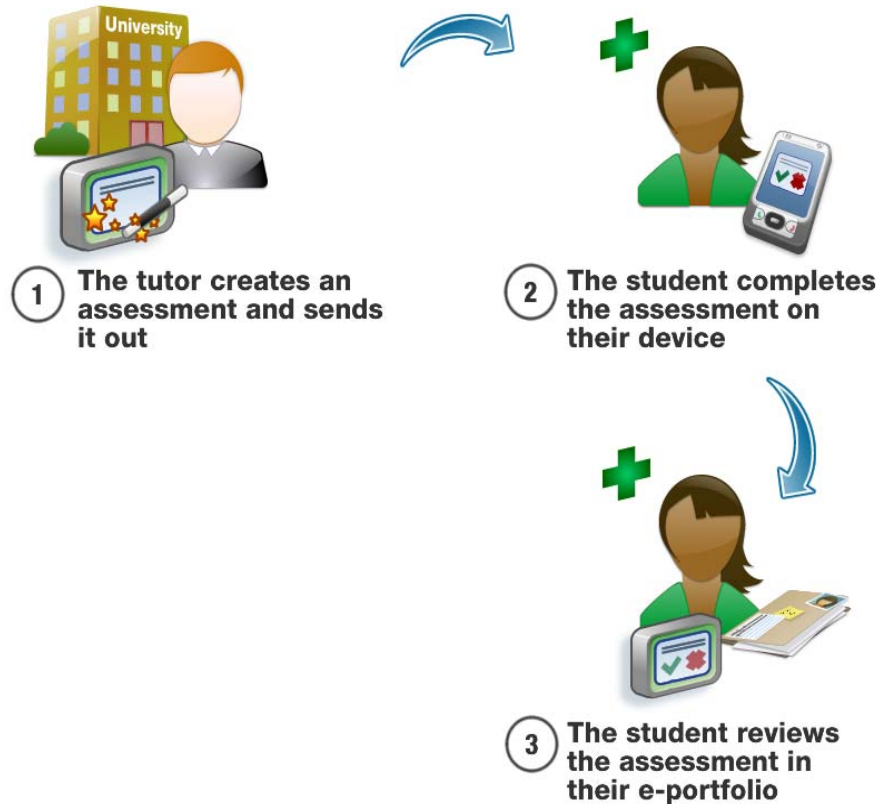 University
1
The tutor creates an
assessment and sends
it out
2
The student completes
the assessment on
their device
3
The student reviews
the assessment in
their e-portfolio